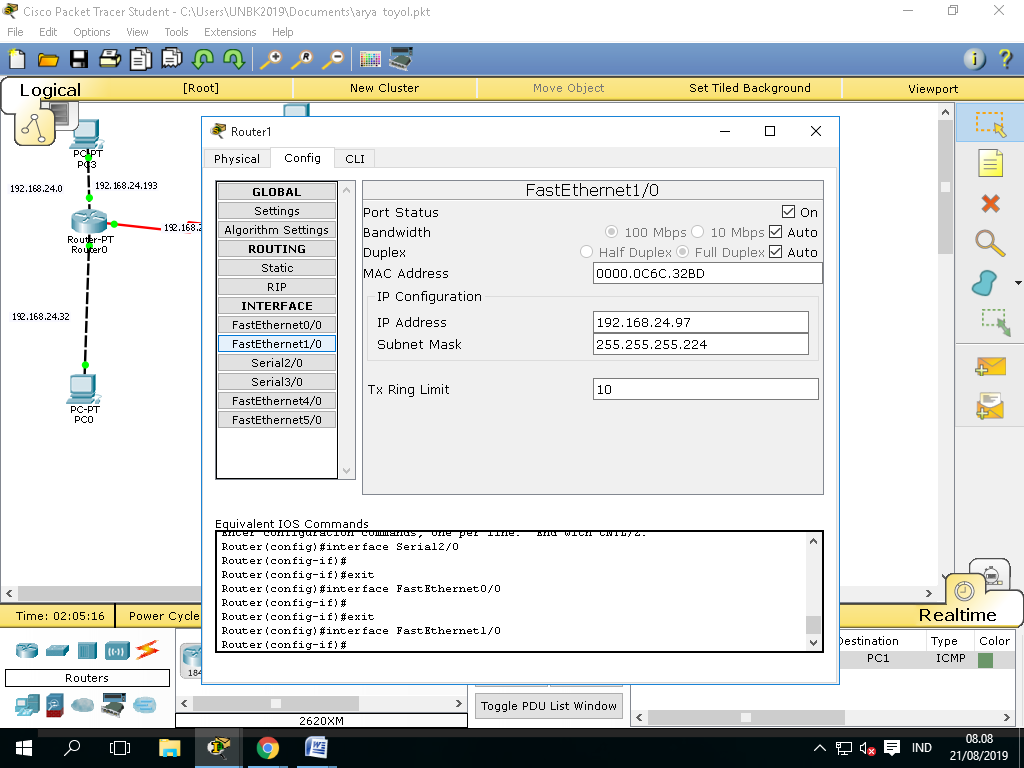 Cisco Packet Tracer Student - C:\Users\UNBK2019\Documents\arya toyol.pkt
File Edit Options View Tools Extensions Help
Logical [Root] New Cluster Move Object Set Tiled Background Viewport
PC-PT
PC3
192.168.24.0
192.168.24.193
192.168.2
Router-PT
Router0
192.168.24.32
PC-PT
PC0
Router1
Physical Config CLI
GLOBAL
Settings
Algorithm Settings
ROUTING
Static
RIP
INTERFACE
FastEthernet0/0
FastEthernet1/0
Serial2/0
Serial3/0
FastEthernet4/0
FastEthernet5/0
FastEthernet1/0
Port Status On
Bandwidth 100 Mbps 10 Mbps Auto
Duplex Half Duplex Full Duplex Auto
MAC Address 0000.0C6C.32BD
IP Configuration
IP Address 192.168.24.97
Subnet Mask 255.255.255.224
Tx Ring Limit 10
Equivalent IOS Commands
Enter configuration commands, one per line. End with CNTL/Z.
Router(config)#interface Serial2/0
Router(config-if)#
Router(config-if)#exit
Router(config)#interface FastEthernet0/0
Router(config-if)#
Router(config-if)#exit
Router(config)#interface FastEthernet1/0
Router(config-if)#
Time: 02:05:16 Power Cycle
Realtime
Routers
184
2620XM
Toggle PDU List Window
Destination Type Color
PC1 ICMP
IND
08.08
21/08/2019